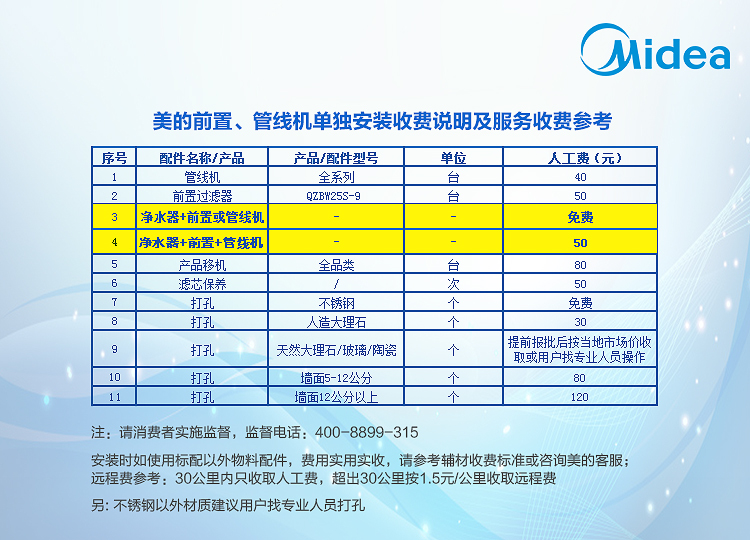 Midea
美的前置、管线机单独安装收费说明及服务收费参考
序号 配件名称/产品 产品/配件型号 单位 人工费（元）
1 管线机 全系列 台 40
2 前置过滤器 QZBW25S-9 台 50
3 净水器+前置或管线机 - - 免费
4 净水器+前置+管线机 - - 50
5 产品移机 全品类 台 80
6 滤芯保养 / 次 50
7 打孔 不锈钢 个 免费
8 打孔 人造大理石 个 30
9 打孔 天然大理石/玻璃/陶瓷 个 提前报批后按当地市场价收
取或用户找专业人员操作
10 打孔 墙面5-12公分 个 80
11 打孔 墙面12公分以上 个 120
注：请消费者实施监督，监督电话：400-8899-315
安装时如使用标配以外物料配件，费用实用实收，请参考辅材收费标准或咨询美的客服；
远程费参考：30公里内只收取人工费，超出30公里按1.5元/公里收取远程费
另: 不锈钢以外材质建议用户找专业人员打孔